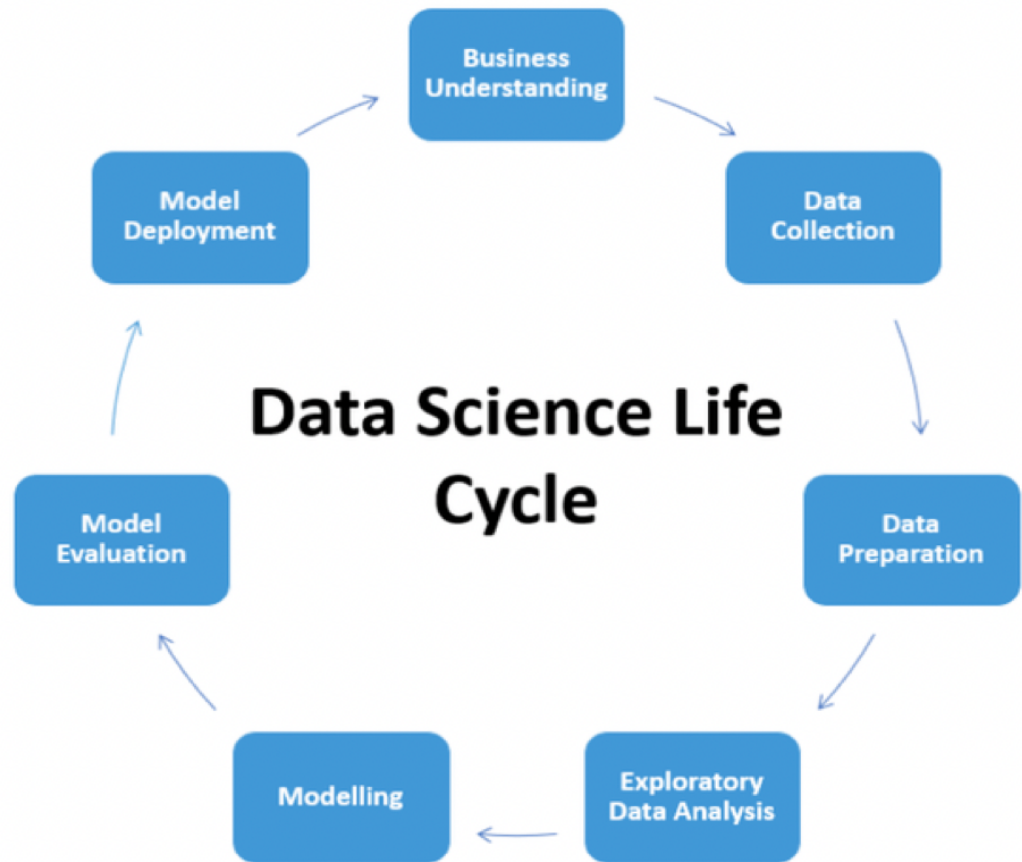 Business
Understanding
Data
Collection
Data
Preparation
Exploratory
Data Analysis
Modelling
Model
Evaluation
Model
Deployment
Data Science Life
Cycle